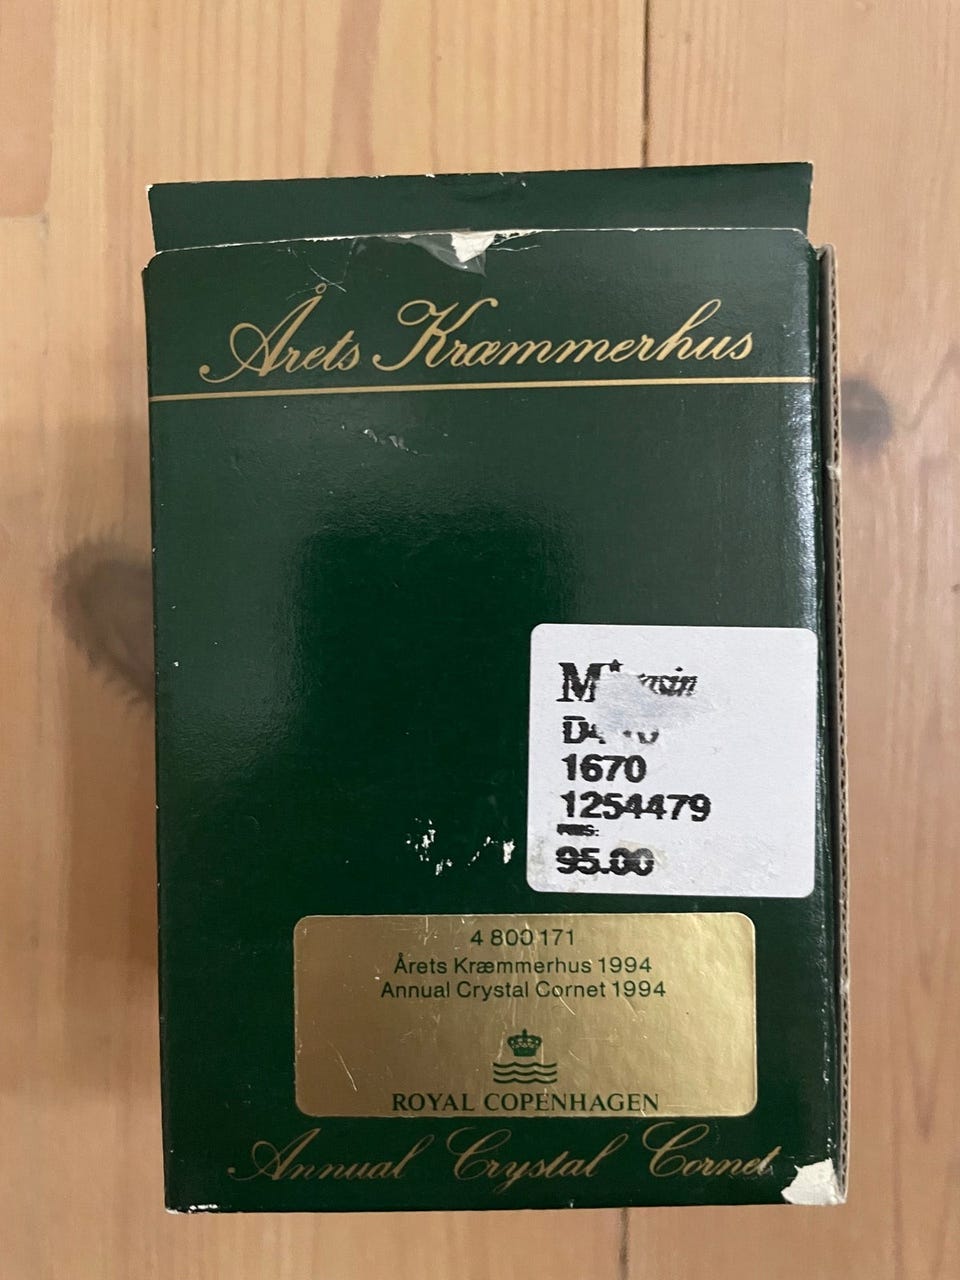 Årets Kræmmerhus
1670
1254479
PRIS:
95.00
4 800 171
Årets Kræmmerhus 1994
Annual Crystal Cornet 1994
ROYAL COPENHAGEN
Annual Crystal Cornet